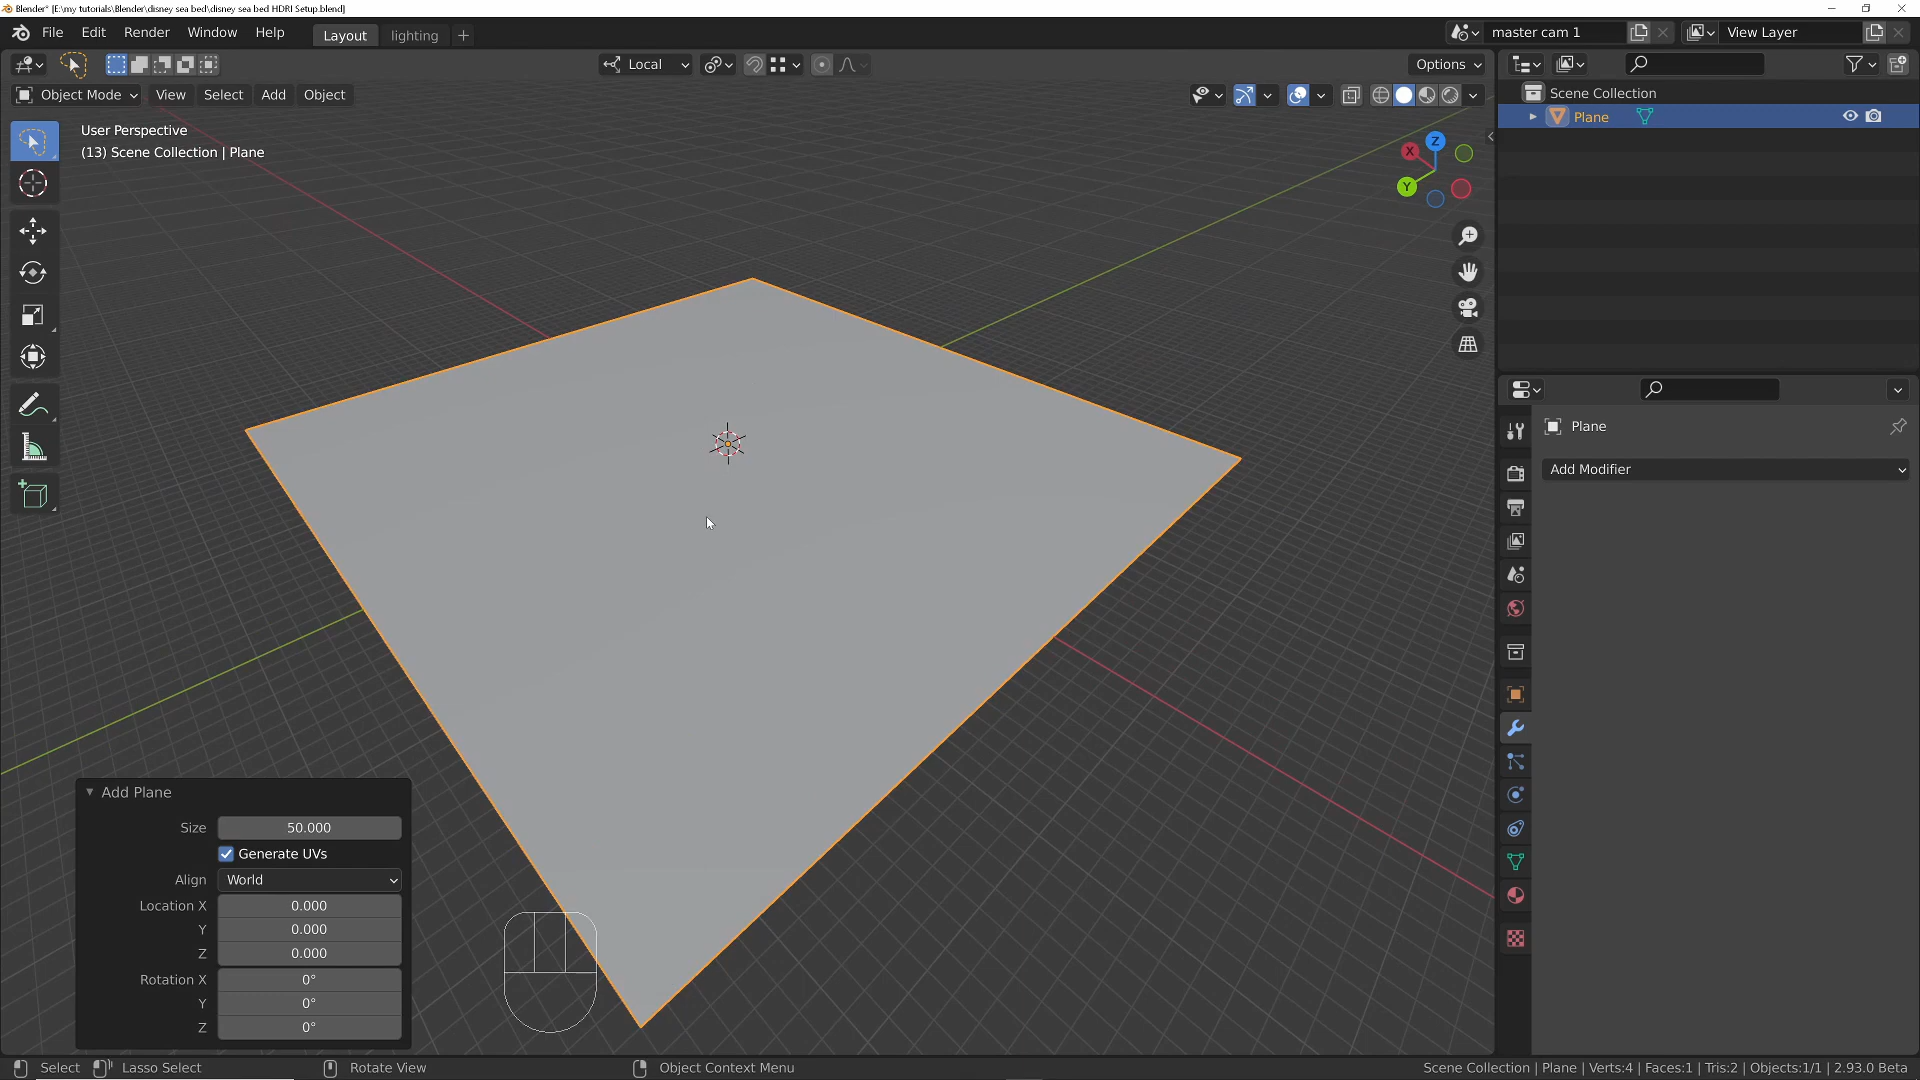 Blender* [E:\my tutorials\Blender\disney sea bed\disney sea bed HDRI Setup.blend]
File Edit Render Window Help Layout lighting + master cam 1 View Layer
Local Options
Object Mode View Select Add Object
User Perspective
(13) Scene Collection | Plane
X Z Y
Scene Collection
Plane
Plane
Add Modifier
Add Plane
Size 50.000
Generate UVs
Align World
Location X 0.000
Y 0.000
Z 0.000
Rotation X 0°
Y 0°
Z 0°
Select Lasso Select Rotate View Object Context Menu Scene Collection | Plane | Verts:4 | Faces:1 | Tris:2 | Objects:1/1 | 2.93.0 Beta